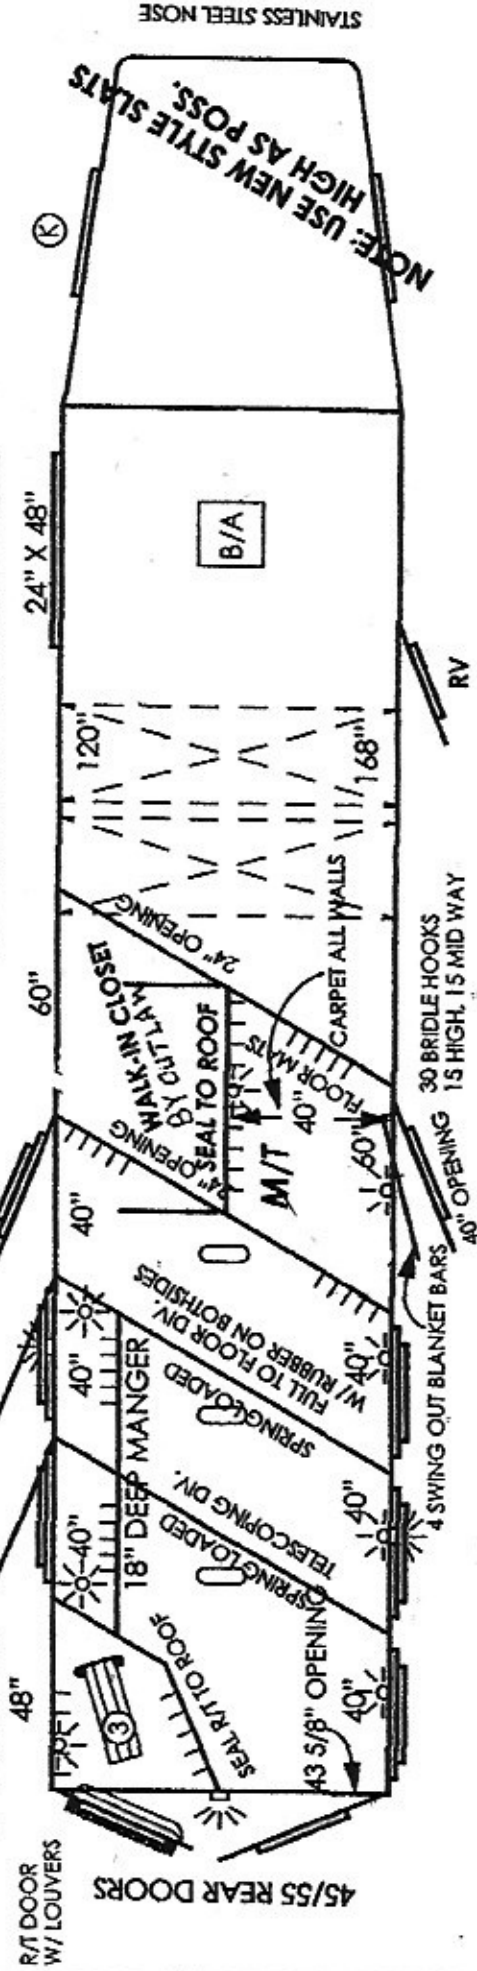 STAINLESS STEEL NOSE
NOTE: USE NEW STYLE SLATS
HIGH AS POSS.
K
24" X 48"
B/A
RV
120"
168"
60"
24" OPENING
WALK-IN CLOSET
BY OUTLAW
SEAL TO ROOF
24" OPENING
M/T
40"
FLOOR MATS
CARPET ALL WALLS
60"
30 BRIDLE HOOKS
15 HIGH, 15 MID WAY
40" OPENING
4 SWING OUT BLANKET BARS
40"
FULL TO FLOOR DIV.
W/ RUBBER ON BOTHSIDES
40"
40"
SPRING LOADED
18" DEEP MANGER
TELESCOPING DIV.
40"
40"
SPRING LOADED
48"
3
SEAL R/T TO ROOF
43 5/8" OPENING
40"
R/T DOOR
W/ LOUVERS
45/55 REAR DOORS